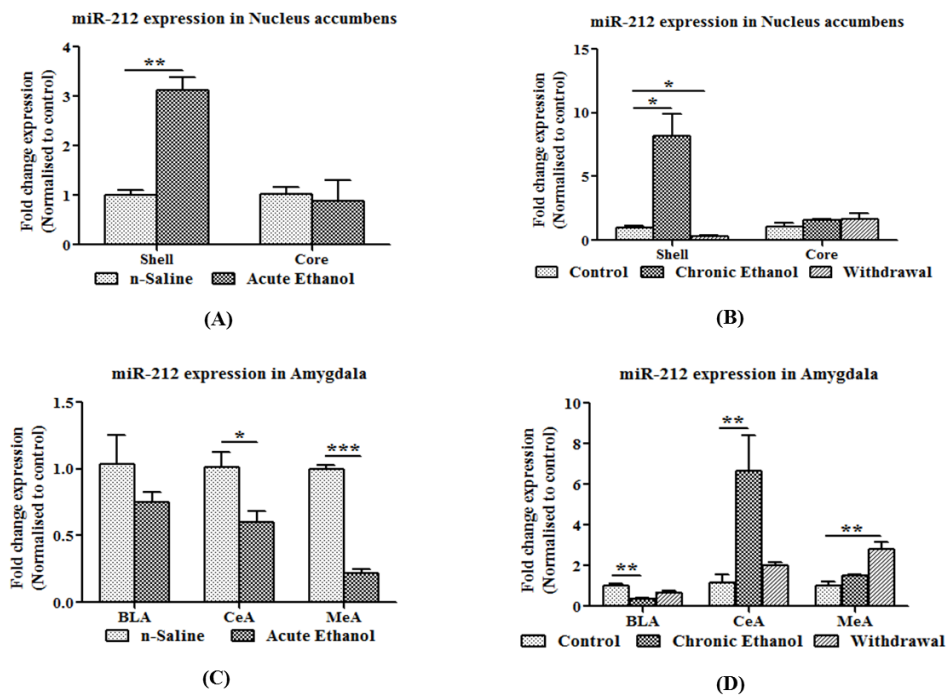 miR-212 expression in Nucleus accumbens
Fold change expression
(Normalised to control)
4
3
2
1
0
**
Shell
Core
n-Saline
Acute Ethanol
(A)
miR-212 expression in Nucleus accumbens
Fold change expression
(Normalised to control)
15
10
5
0
*
*
Shell
Core
Control
Chronic Ethanol
Withdrawal
(B)
miR-212 expression in Amygdala
Fold change expression
(Normalised to control)
1.5
1.0
0.5
0.0
*
***
BLA
CeA
MeA
n-Saline
Acute Ethanol
(C)
miR-212 expression in Amygdala
Fold change expression
(Normalised to control)
10
8
6
4
2
0
**
**
**
BLA
CeA
MeA
Control
Chronic Ethanol
Withdrawal
(D)